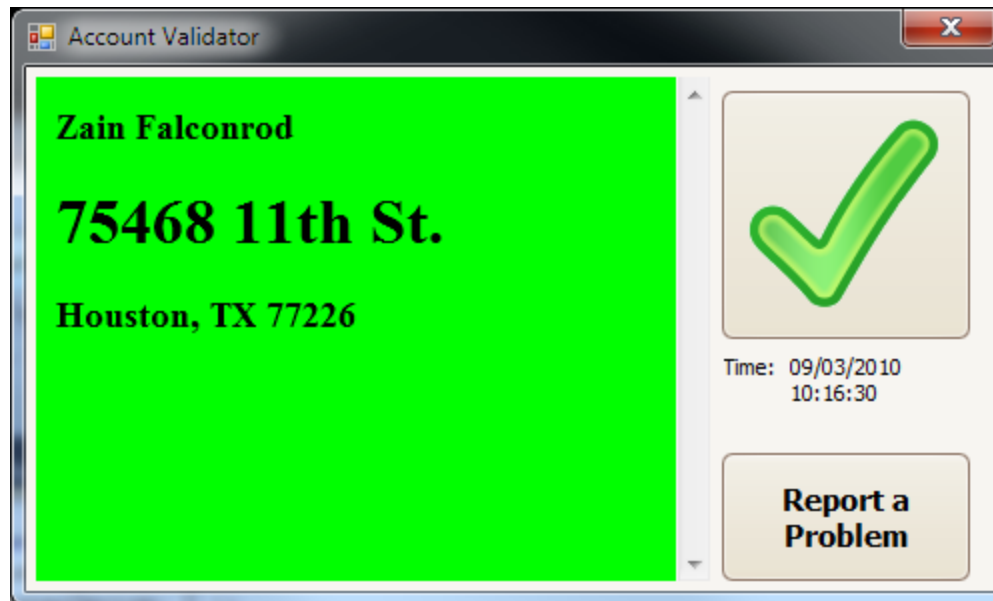 Account Validator
Zain Falconrod
75468 11th St.
Houston, TX 77226
Time: 09/03/2010
10:16:30
Report a
Problem